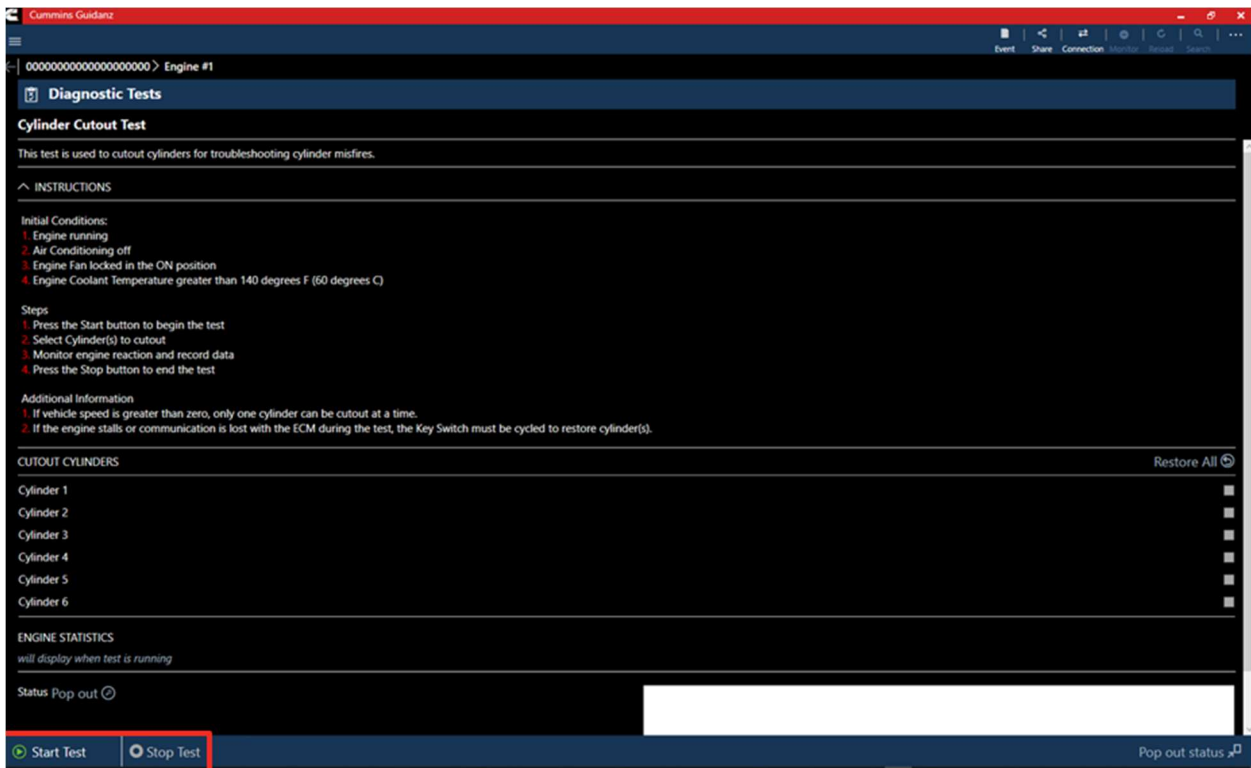 Cummins Guidanz
Event Share Connection Monitor Reload Search
00000000000000000000 > Engine #1
Diagnostic Tests
Cylinder Cutout Test
This test is used to cutout cylinders for troubleshooting cylinder misfires.
INSTRUCTIONS
Initial Conditions:
1. Engine running
2. Air Conditioning off
3. Engine Fan locked in the ON position
4. Engine Coolant Temperature greater than 140 degrees F (60 degrees C)
Steps
1. Press the Start button to begin the test
2. Select Cylinder(s) to cutout
3. Monitor engine reaction and record data
4. Press the Stop button to end the test
Additional Information
1. If vehicle speed is greater than zero, only one cylinder can be cutout at a time.
2. If the engine stalls or communication is lost with the ECM during the test, the Key Switch must be cycled to restore cylinder(s).
CUTOUT CYLINDERS Restore All
Cylinder 1
Cylinder 2
Cylinder 3
Cylinder 4
Cylinder 5
Cylinder 6
ENGINE STATISTICS
will display when test is running
Status Pop out
Start Test Stop Test Pop out status